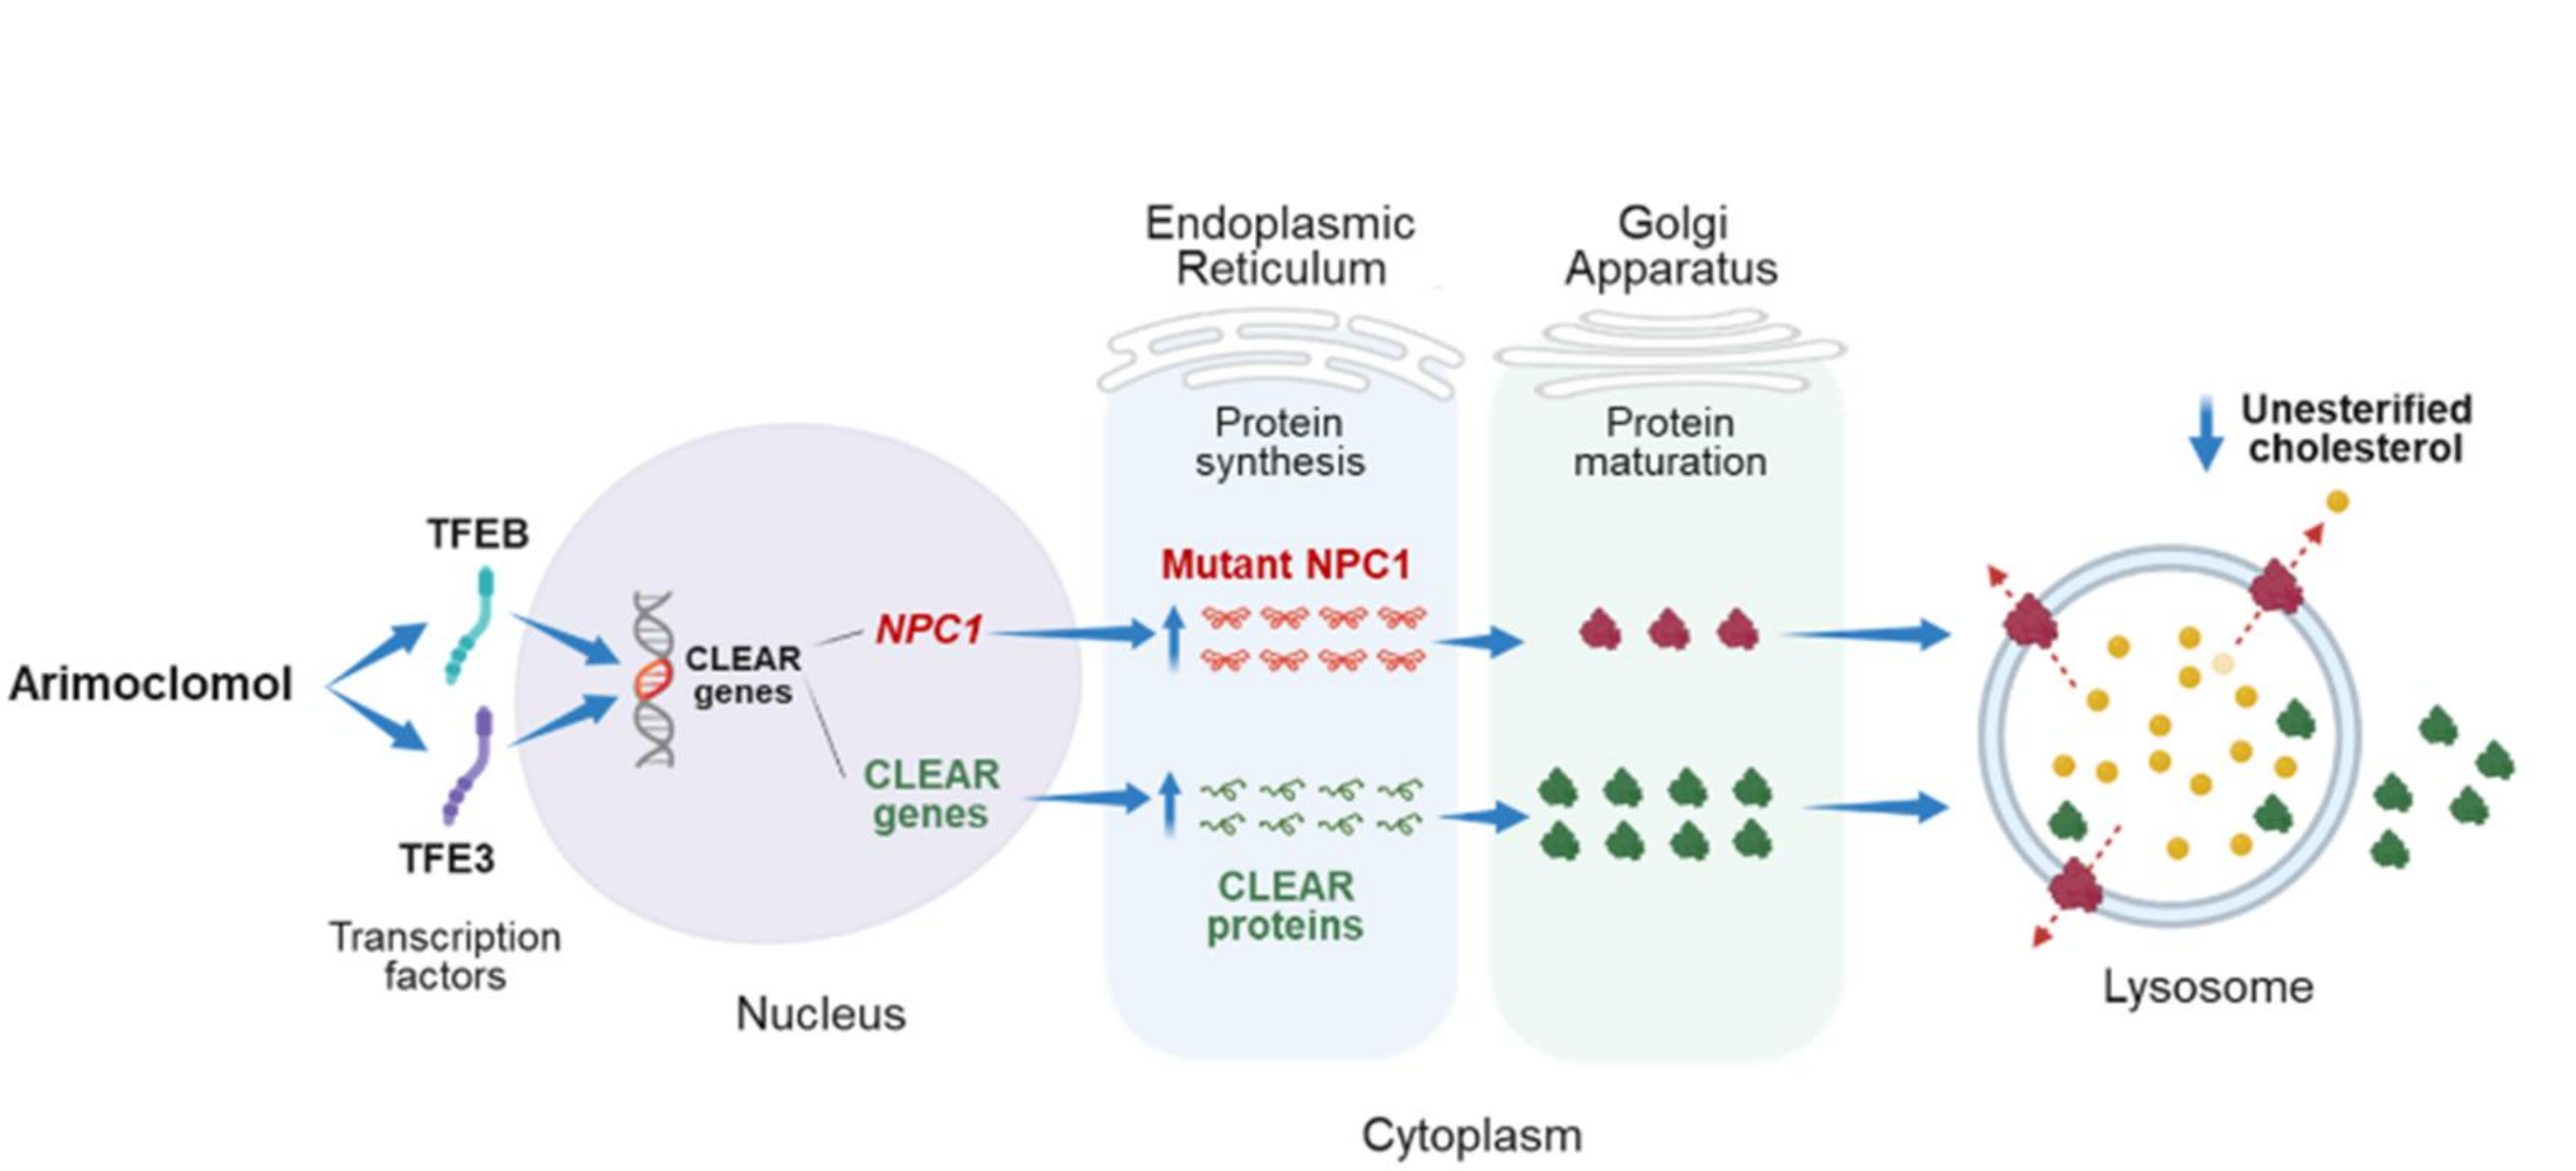 Endoplasmic
Reticulum
Golgi
Apparatus
Protein
synthesis
Protein
maturation
Unesterified
cholesterol
TFEB
Mutant NPC1
NPC1
CLEAR
genes
Arimoclomol
CLEAR
genes
TFE3
CLEAR
proteins
Transcription
factors
Nucleus
Lysosome
Cytoplasm